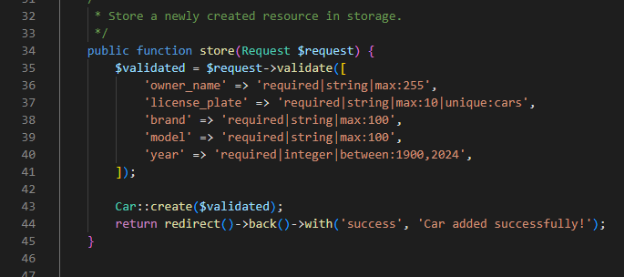 31 /
32 * Store a newly created resource in storage.
33 */
34 public function store(Request $request) {
35 $validated = $request->validate([
36 'owner_name' => 'required|string|max:255',
37 'license_plate' => 'required|string|max:10|unique:cars',
38 'brand' => 'required|string|max:100',
39 'model' => 'required|string|max:100',
40 'year' => 'required|integer|between:1900,2024',
41 ]);
42
43 Car::create($validated);
44 return redirect()->back()->with('success', 'Car added successfully!');
45 }
46
47